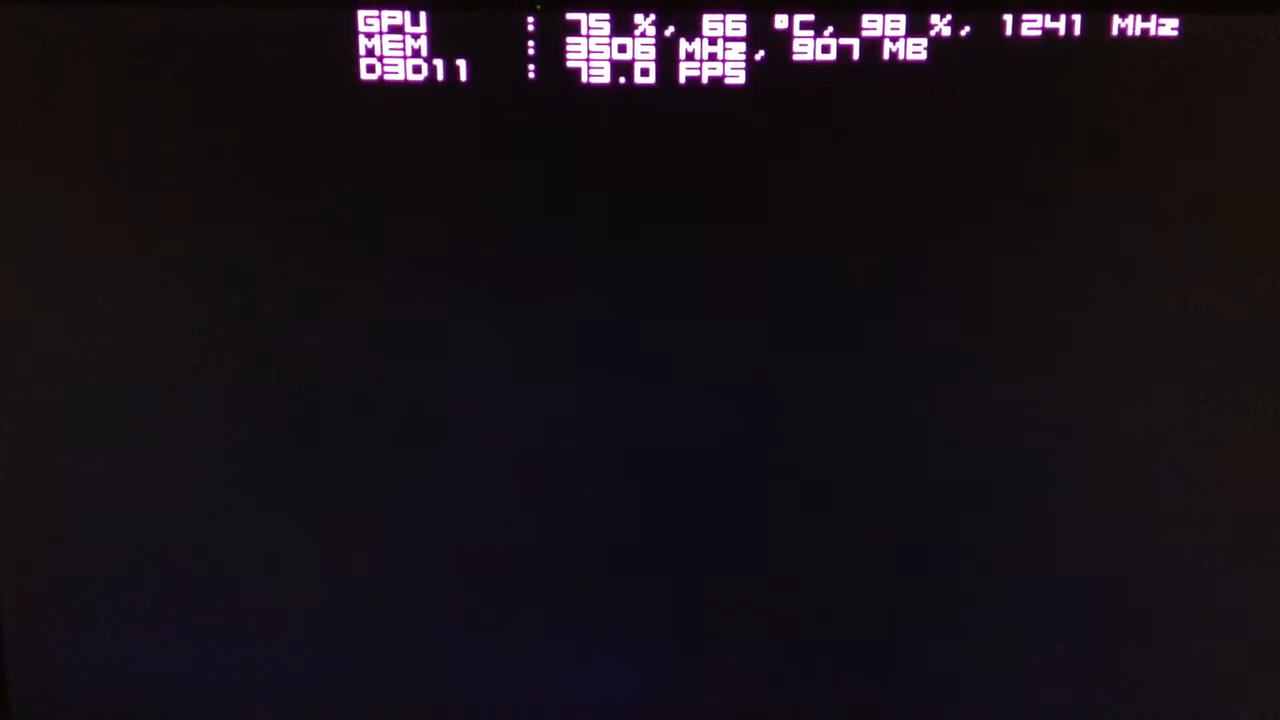 GPU : 75 %, 66 °C, 98 %, 1241 MHz
MEM : 3506 MHz, 907 MB
D3D11 : 73.0 FPS